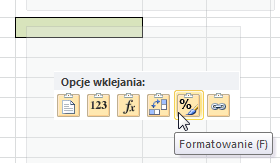 Opcje wklejania:
123 fx %
Formatowanie (F)